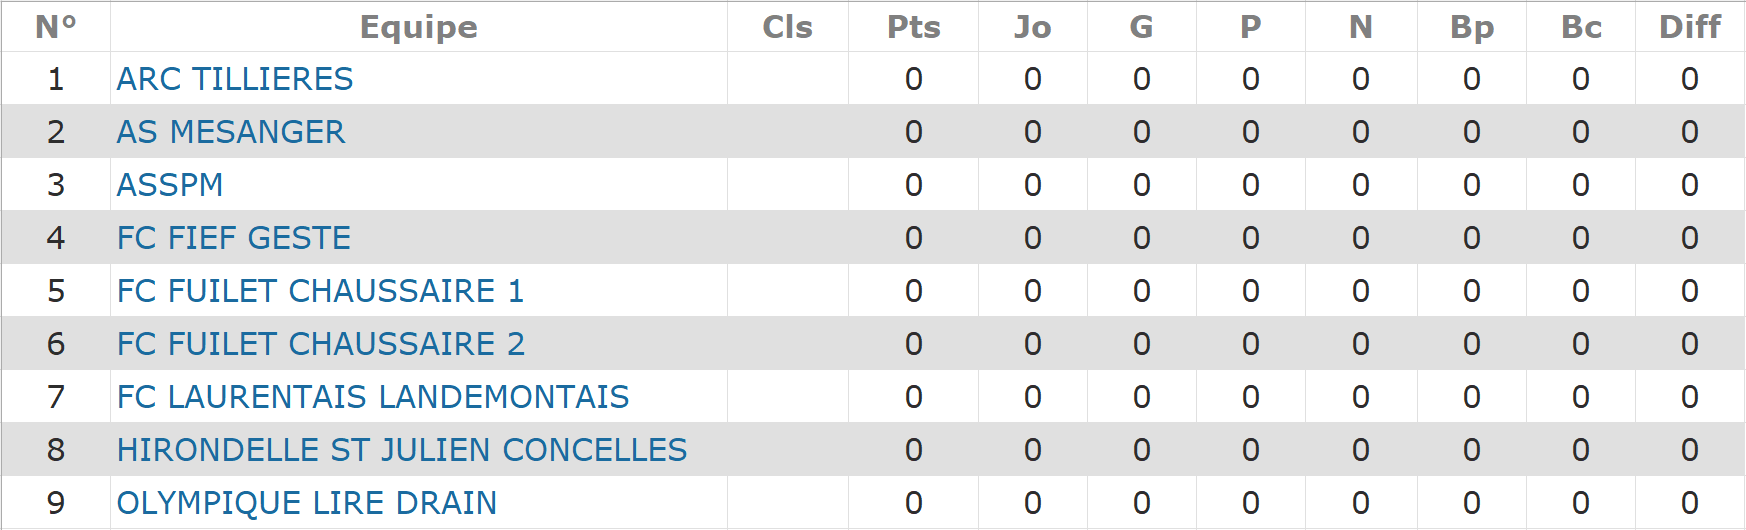 N° Equipe Cls Pts Jo G P N Bp Bc Diff
1 ARC TILLIERES 0 0 0 0 0 0 0 0
2 AS MESANGER 0 0 0 0 0 0 0 0
3 ASSPM 0 0 0 0 0 0 0 0
4 FC FIEF GESTE 0 0 0 0 0 0 0 0
5 FC FUILET CHAUSSAIRE 1 0 0 0 0 0 0 0 0
6 FC FUILET CHAUSSAIRE 2 0 0 0 0 0 0 0 0
7 FC LAURENTAIS LANDEMONTAIS 0 0 0 0 0 0 0 0
8 HIRONDELLE ST JULIEN CONCELLES 0 0 0 0 0 0 0 0
9 OLYMPIQUE LIRE DRAIN 0 0 0 0 0 0 0 0